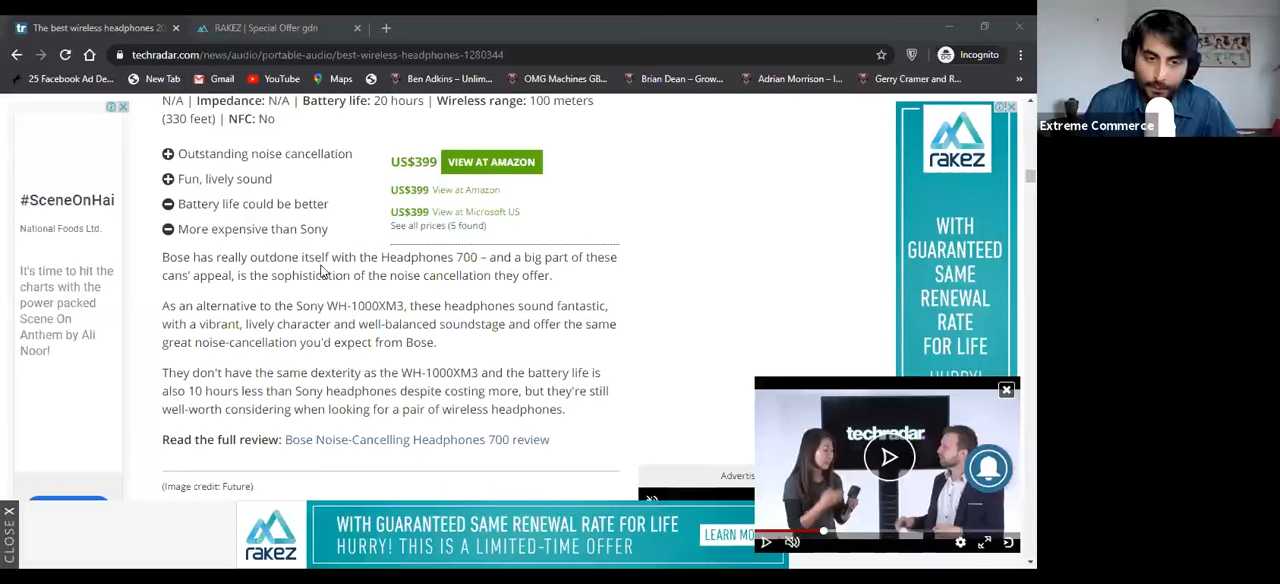 The best wireless headphones 20
RAKEZ | Special Offer gdn
techradar.com/news/audio/portable-audio/best-wireless-headphones-1280344
Incognito
25 Facebook Ad De...
New Tab
Gmail
YouTube
Maps
Ben Adkins – Unlim...
OMG Machines GB...
Brian Dean – Grow...
Adrian Morrison – I...
Gerry Cramer and R...
N/A | Impedance: N/A | Battery life: 20 hours | Wireless range: 100 meters
(330 feet) | NFC: No
Outstanding noise cancellation
Fun, lively sound
Battery life could be better
More expensive than Sony
US$399 VIEW AT AMAZON
US$399 View at Amazon
US$399 View at Microsoft US
See all prices (5 found)
Bose has really outdone itself with the Headphones 700 – and a big part of these
cans' appeal, is the sophistication of the noise cancellation they offer.
As an alternative to the Sony WH-1000XM3, these headphones sound fantastic,
with a vibrant, lively character and well-balanced soundstage and offer the same
great noise-cancellation you'd expect from Bose.
They don't have the same dexterity as the WH-1000XM3 and the battery life is
also 10 hours less than Sony headphones despite costing more, but they're still
well-worth considering when looking for a pair of wireless headphones.
Read the full review: Bose Noise-Cancelling Headphones 700 review
(Image credit: Future)
#SceneOnHai
National Foods Ltd.
It's time to hit the
charts with the
power packed
Scene On
Anthem by Ali
Noor!
rakez
WITH
GUARANTEED
SAME
RENEWAL
RATE
FOR LIFE
HURRY!
Advertis
techradar.
CLOSE X
rakez
WITH GUARANTEED SAME RENEWAL RATE FOR LIFE
HURRY! THIS IS A LIMITED-TIME OFFER
LEARN MO
Extreme Commerce